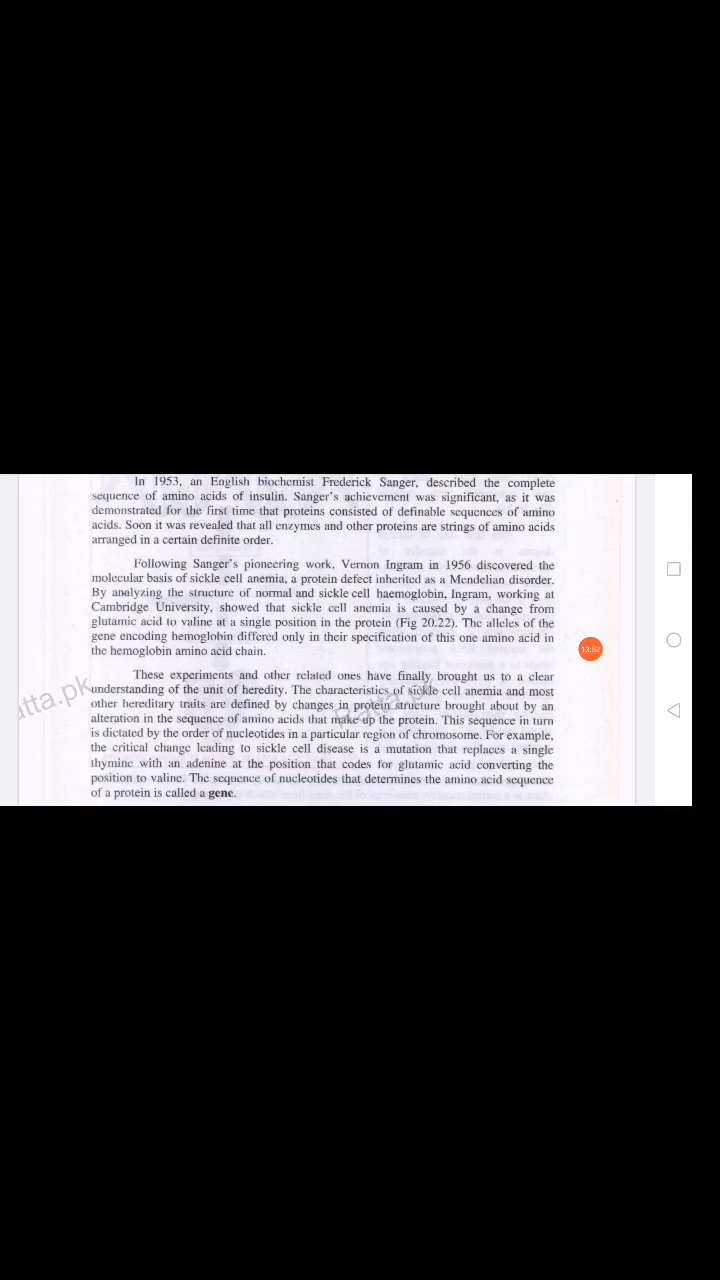 In 1953, an English biochemist Frederick Sanger, described the complete
sequence of amino acids of insulin. Sanger's achievement was significant, as it was
demonstrated for the first time that proteins consisted of definable sequences of amino
acids. Soon it was revealed that all enzymes and other proteins are strings of amino acids
arranged in a certain definite order.
Following Sanger's pioneering work, Vernon Ingram in 1956 discovered the
molecular basis of sickle cell anemia, a protein defect inherited as a Mendelian disorder.
By analyzing the structure of normal and sickle cell haemoglobin, Ingram, working at
Cambridge University, showed that sickle cell anemia is caused by a change from
glutamic acid to valine at a single position in the protein (Fig 20.22). The alleles of the
gene encoding hemoglobin differed only in their specification of this one amino acid in
the hemoglobin amino acid chain.
13:52
These experiments and other related ones have finally brought us to a clear
understanding of the unit of heredity. The characteristics of sickle cell anemia and most
other hereditary traits are defined by changes in protein structure brought about by an
alteration in the sequence of amino acids that make up the protein. This sequence in turn
is dictated by the order of nucleotides in a particular region of chromosome. For example,
the critical change leading to sickle cell disease is a mutation that replaces a single
thymine with an adenine at the position that codes for glutamic acid converting the
position to valine. The sequence of nucleotides that determines the amino acid sequence
of a protein is called a gene.
atta.pk
Ratta.pk